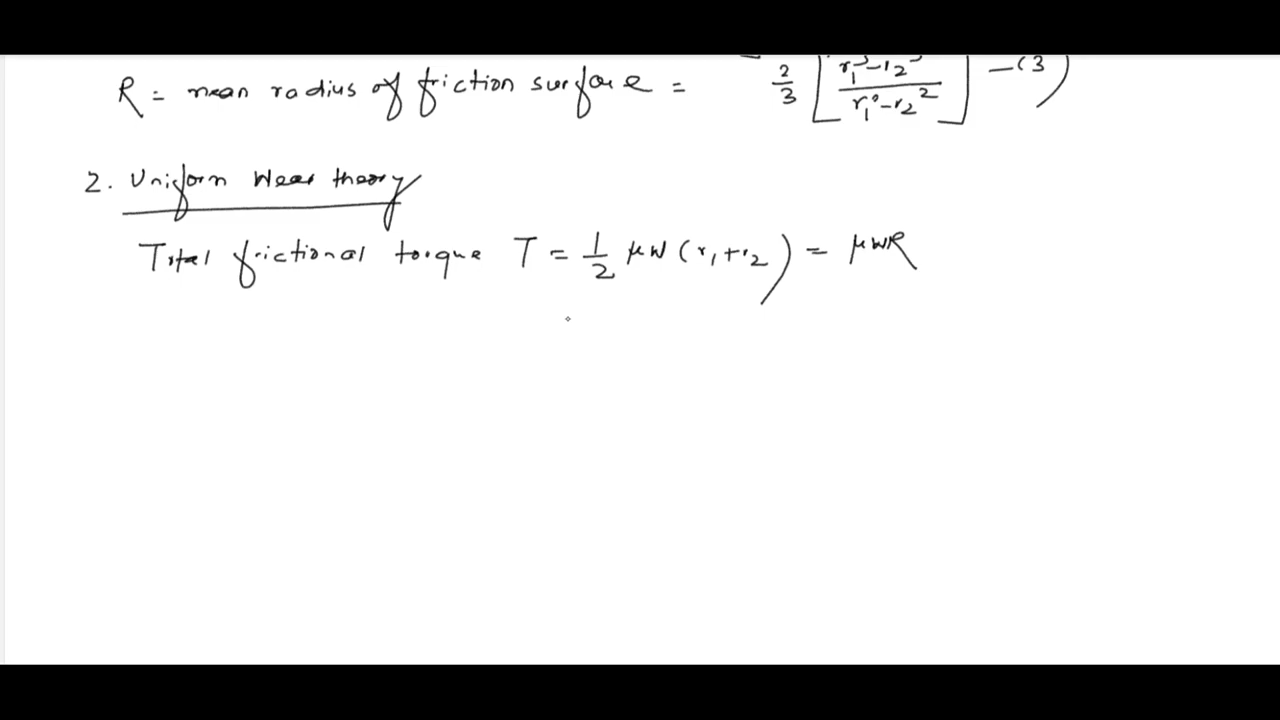 R = mean radius of friction surface = 2/3 [ r₁³-r₂³ / r₁²-r₂² ] —(3)
2. Uniform Wear theory
Total frictional torque T = 1/2 μW (r₁+r₂) = μWR